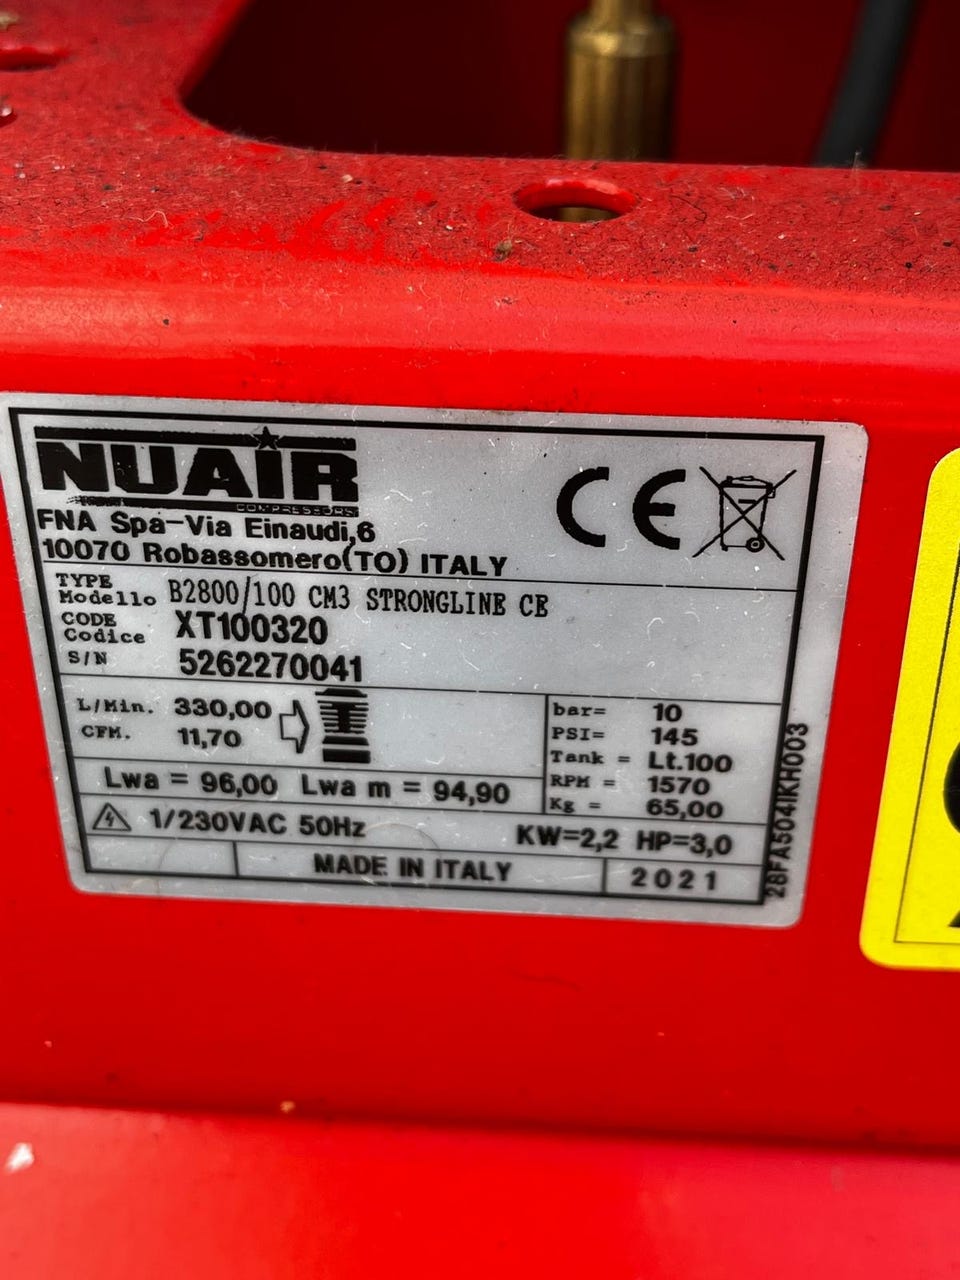 NUAIR
COMPRESSORS
FNA Spa-Via Einaudi,6
10070 Robassomero(TO) ITALY
CE
TYPE
Modello B2800/100 CM3 STRONGLINE CE
CODE
Codice XT100320
S/N 5262270041
L/Min. 330,00
CFM. 11,70
bar= 10
PSI= 145
Tank = Lt.100
RPM = 1570
Kg = 65,00
Lwa = 96,00 Lwa m = 94,90
1/230VAC 50Hz KW=2,2 HP=3,0
MADE IN ITALY 2021
28FA504IKH003